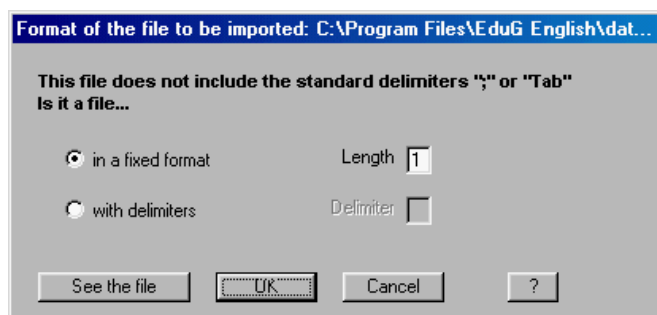 Format of the file to be imported: C:\Program Files\EduG English\dat...
This file does not include the standard delimiters ";" or "Tab"
Is it a file...
in a fixed format Length 1
with delimiters Delimiter
See the file OK Cancel ?